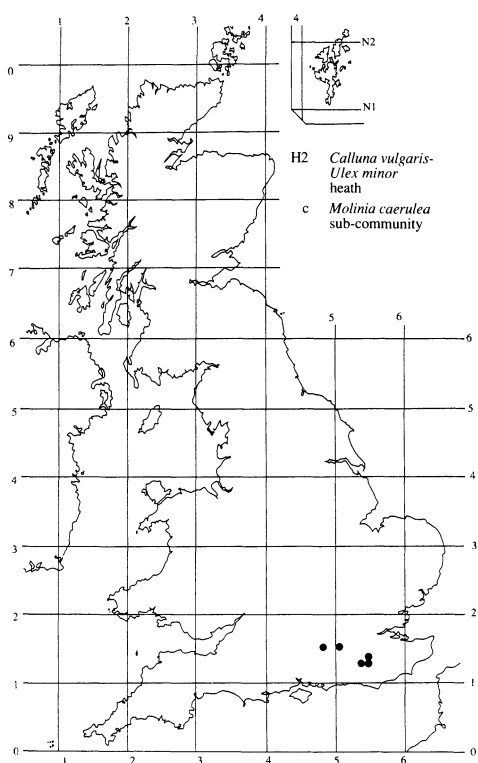 1 2 3 4
4
N2
N1
0
9
H2 Calluna vulgaris-
Ulex minor
heath
8
c Molinia caerulea
sub-community
7
5 6
6 6
5 5
4 4
3 3
2 2
1 1
0 0
1 2 3 4 5 6